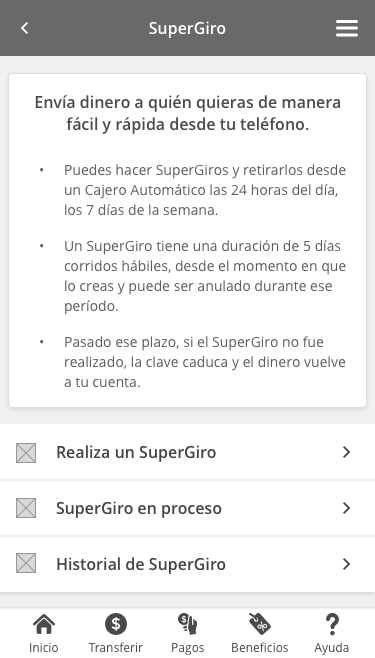 SuperGiro
Envía dinero a quién quieras de manera
fácil y rápida desde tu teléfono.
• Puedes hacer SuperGiros y retirarlos desde
un Cajero Automático las 24 horas del día,
los 7 días de la semana.
• Un SuperGiro tiene una duración de 5 días
corridos hábiles, desde el momento en que
lo creas y puede ser anulado durante ese
período.
• Pasado ese plazo, si el SuperGiro no fue
realizado, la clave caduca y el dinero vuelve
a tu cuenta.
Realiza un SuperGiro
SuperGiro en proceso
Historial de SuperGiro
Inicio Transferir Pagos Beneficios Ayuda